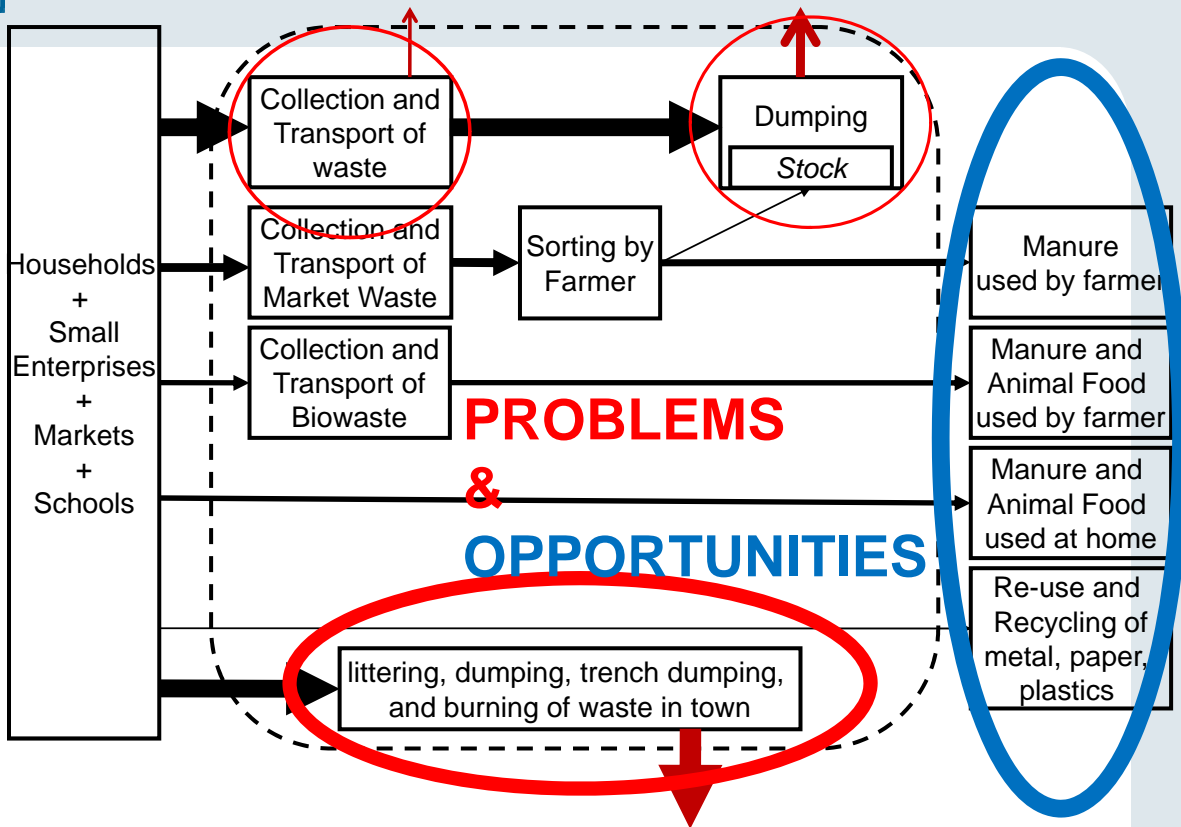 Households
+
Small
Enterprises
+
Markets
+
Schools
Collection and
Transport of
waste
Dumping
Stock
Collection and
Transport of
Market Waste
Sorting by
Farmer
Manure
used by farmer
Collection and
Transport of
Biowaste
Manure and
Animal Food
used by farmer
PROBLEMS
&
OPPORTUNITIES
Manure and
Animal Food
used at home
Re-use and
Recycling of
metal, paper,
plastics
littering, dumping, trench dumping,
and burning of waste in town